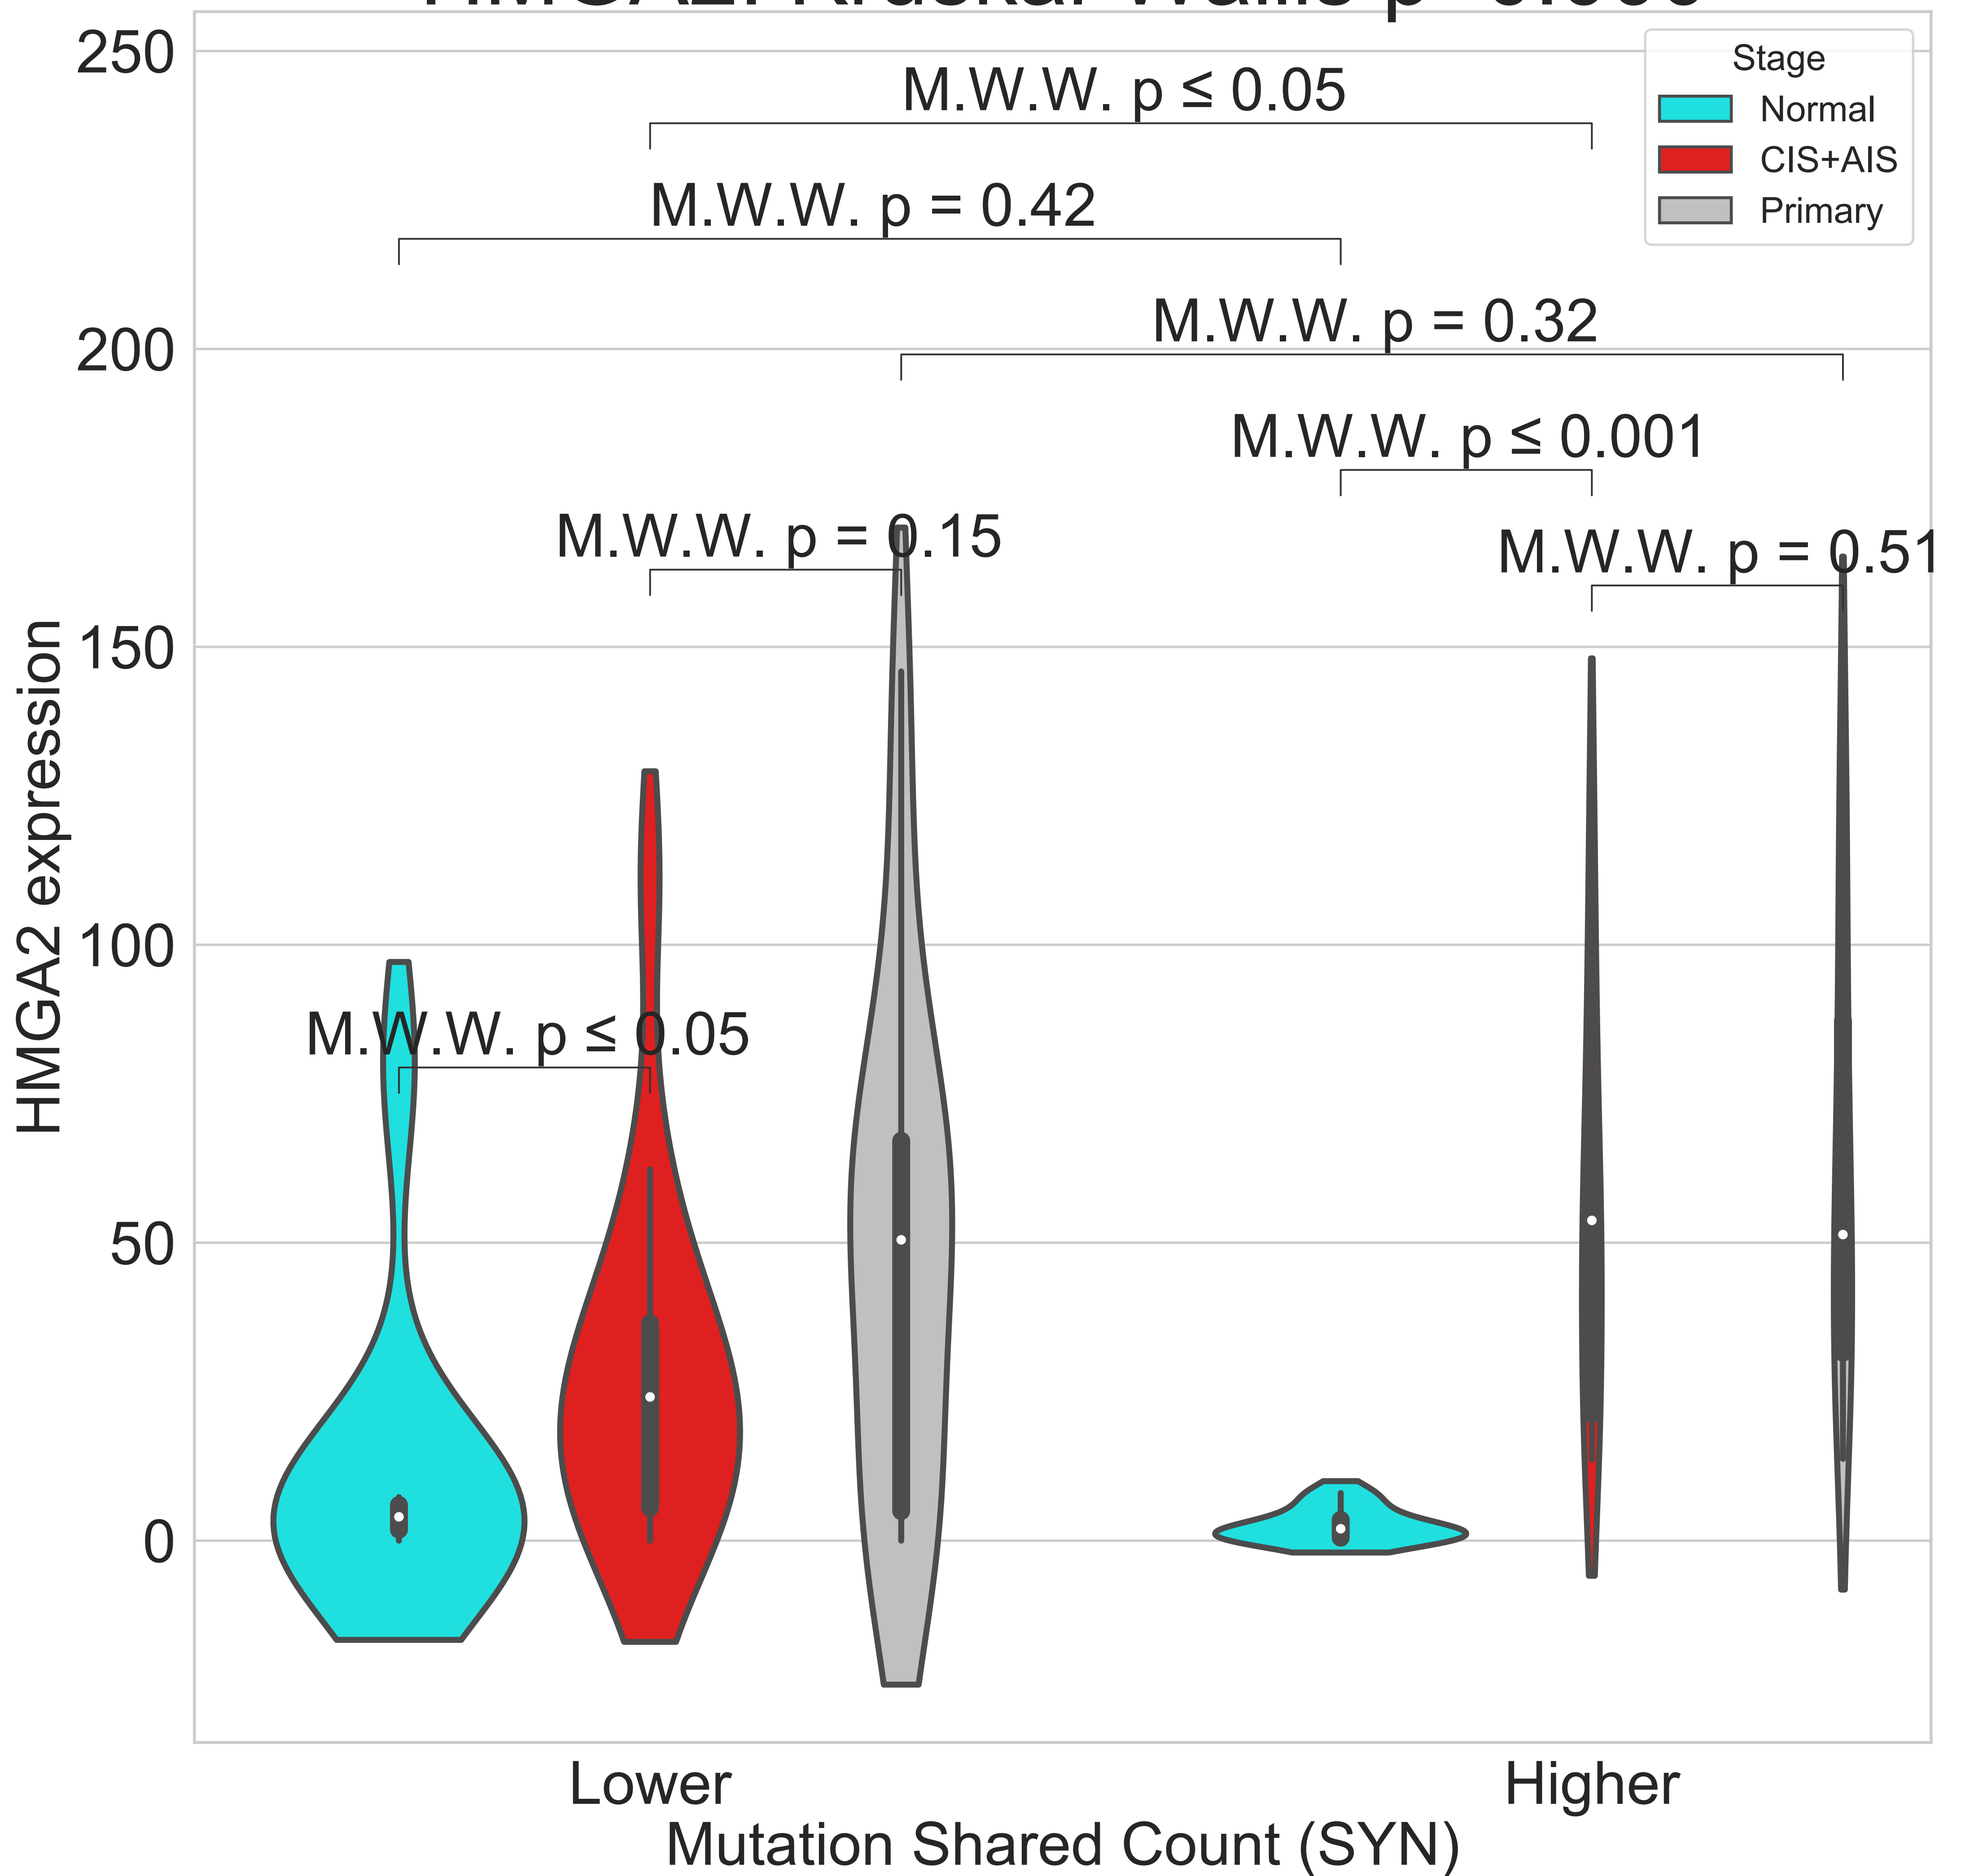 250
M.W.W. p ≤ 0.05
Stage
Normal
CIS+AIS
Primary
M.W.W. p = 0.42
M.W.W. p = 0.32
200
M.W.W. p ≤ 0.001
M.W.W. p = 0.15
M.W.W. p = 0.51
150
HMGA2 expression
100
M.W.W. p ≤ 0.05
50
0
Lower
Higher
Mutation Shared Count (SYN)